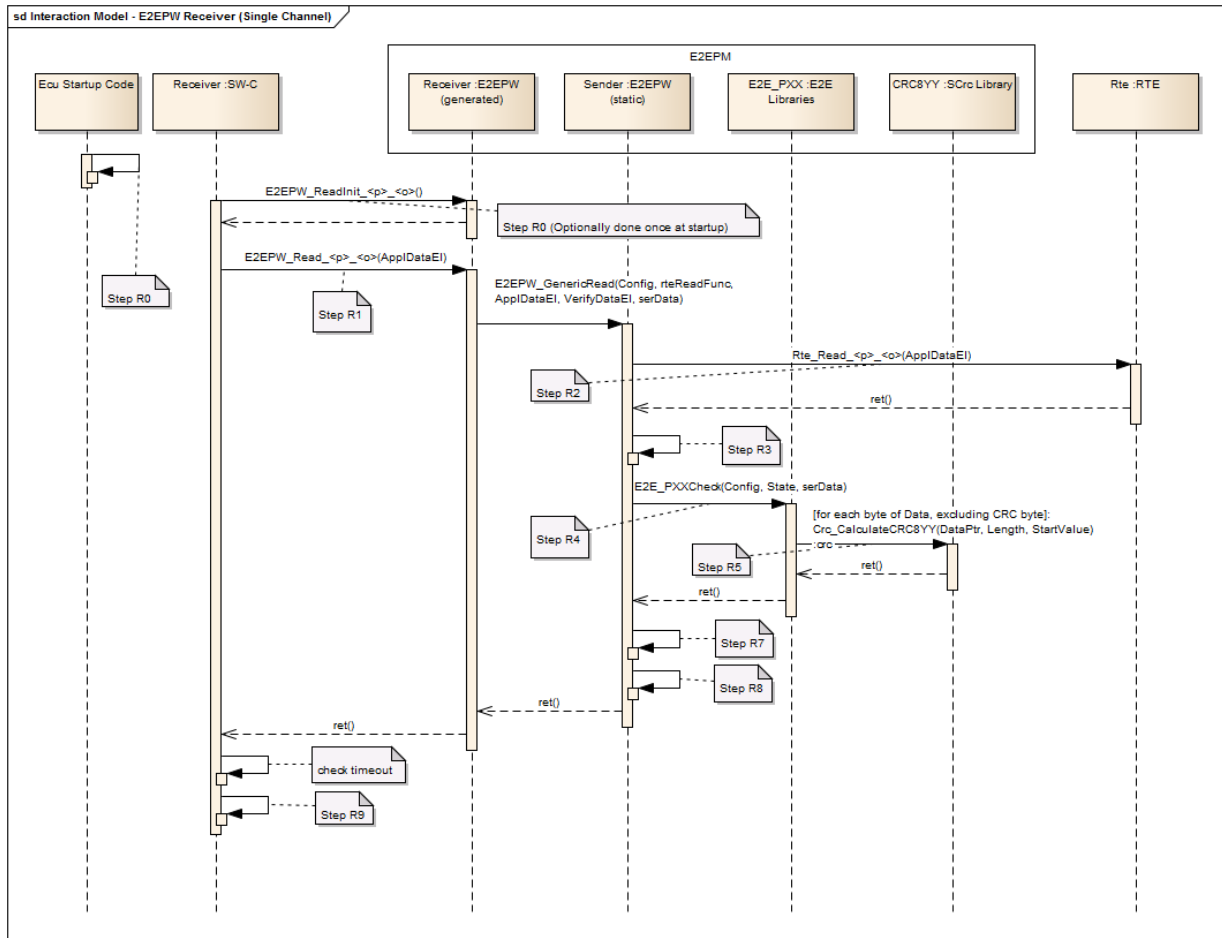 sd Interaction Model - E2EPW Receiver (Single Channel)
E2EPM
Ecu Startup Code
Receiver :SW-C
Receiver :E2EPW
(generated)
Sender :E2EPW
(static)
E2E_PXX :E2E
Libraries
CRC8YY :SCrc Library
Rte :RTE
E2EPW_ReadInit_<p>_<o>()
Step R0 (Optionally done once at startup)
E2EPW_Read_<p>_<o>(ApplDataEl)
Step R0
Step R1
E2EPW_GenericRead(Config, rteReadFunc,
ApplDataEl, VerifyDataEl, serData)
Rte_Read_<p>_<o>(ApplDataEl)
Step R2
ret()
Step R3
E2E_PXXCheck(Config, State, serData)
Step R4
[for each byte of Data, excluding CRC byte]:
Crc_CalculateCRC8YY(DataPtr, Length, StartValue)
:crc
Step R5
ret()
ret()
Step R7
Step R8
ret()
ret()
check timeout
Step R9